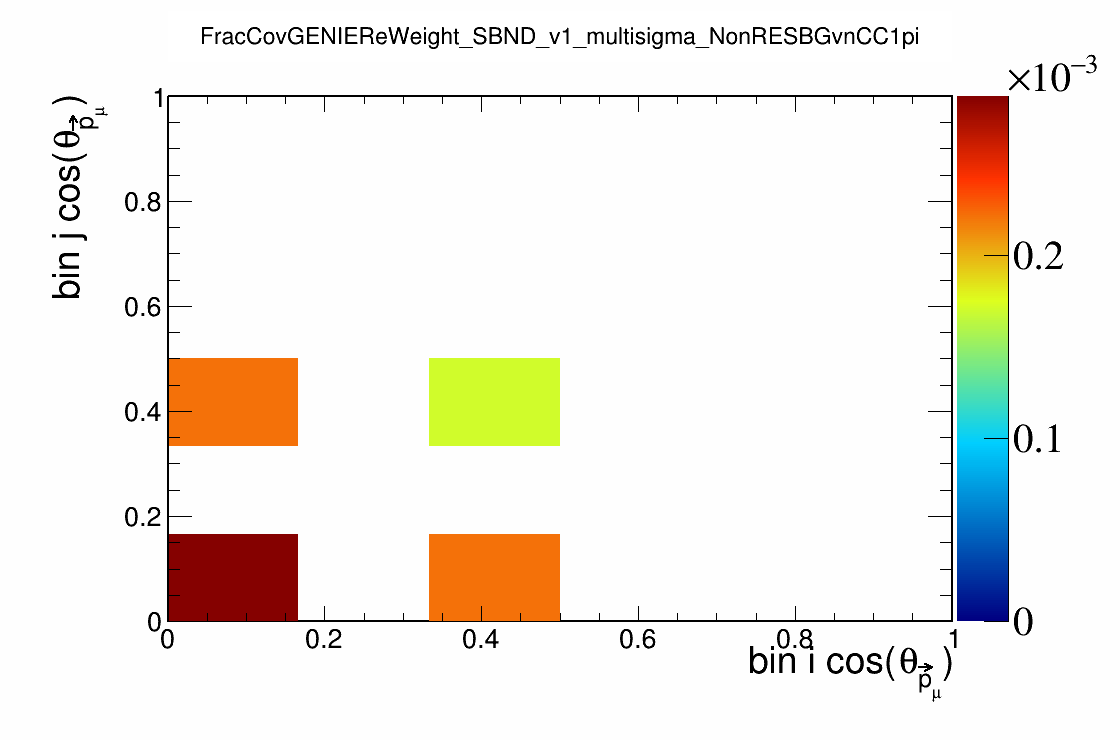 FracCovGENIEReWeight_SBND_v1_multisigma_NonRESBGvnCC1pi
×10⁻³
bin j cos(θ_p⃗_μ)
1
0.8
0.6
0.4
0.2
0
0 0.2 0.4 0.6 0.8 1
bin i cos(θ_p⃗_μ)
0.2
0.1
0